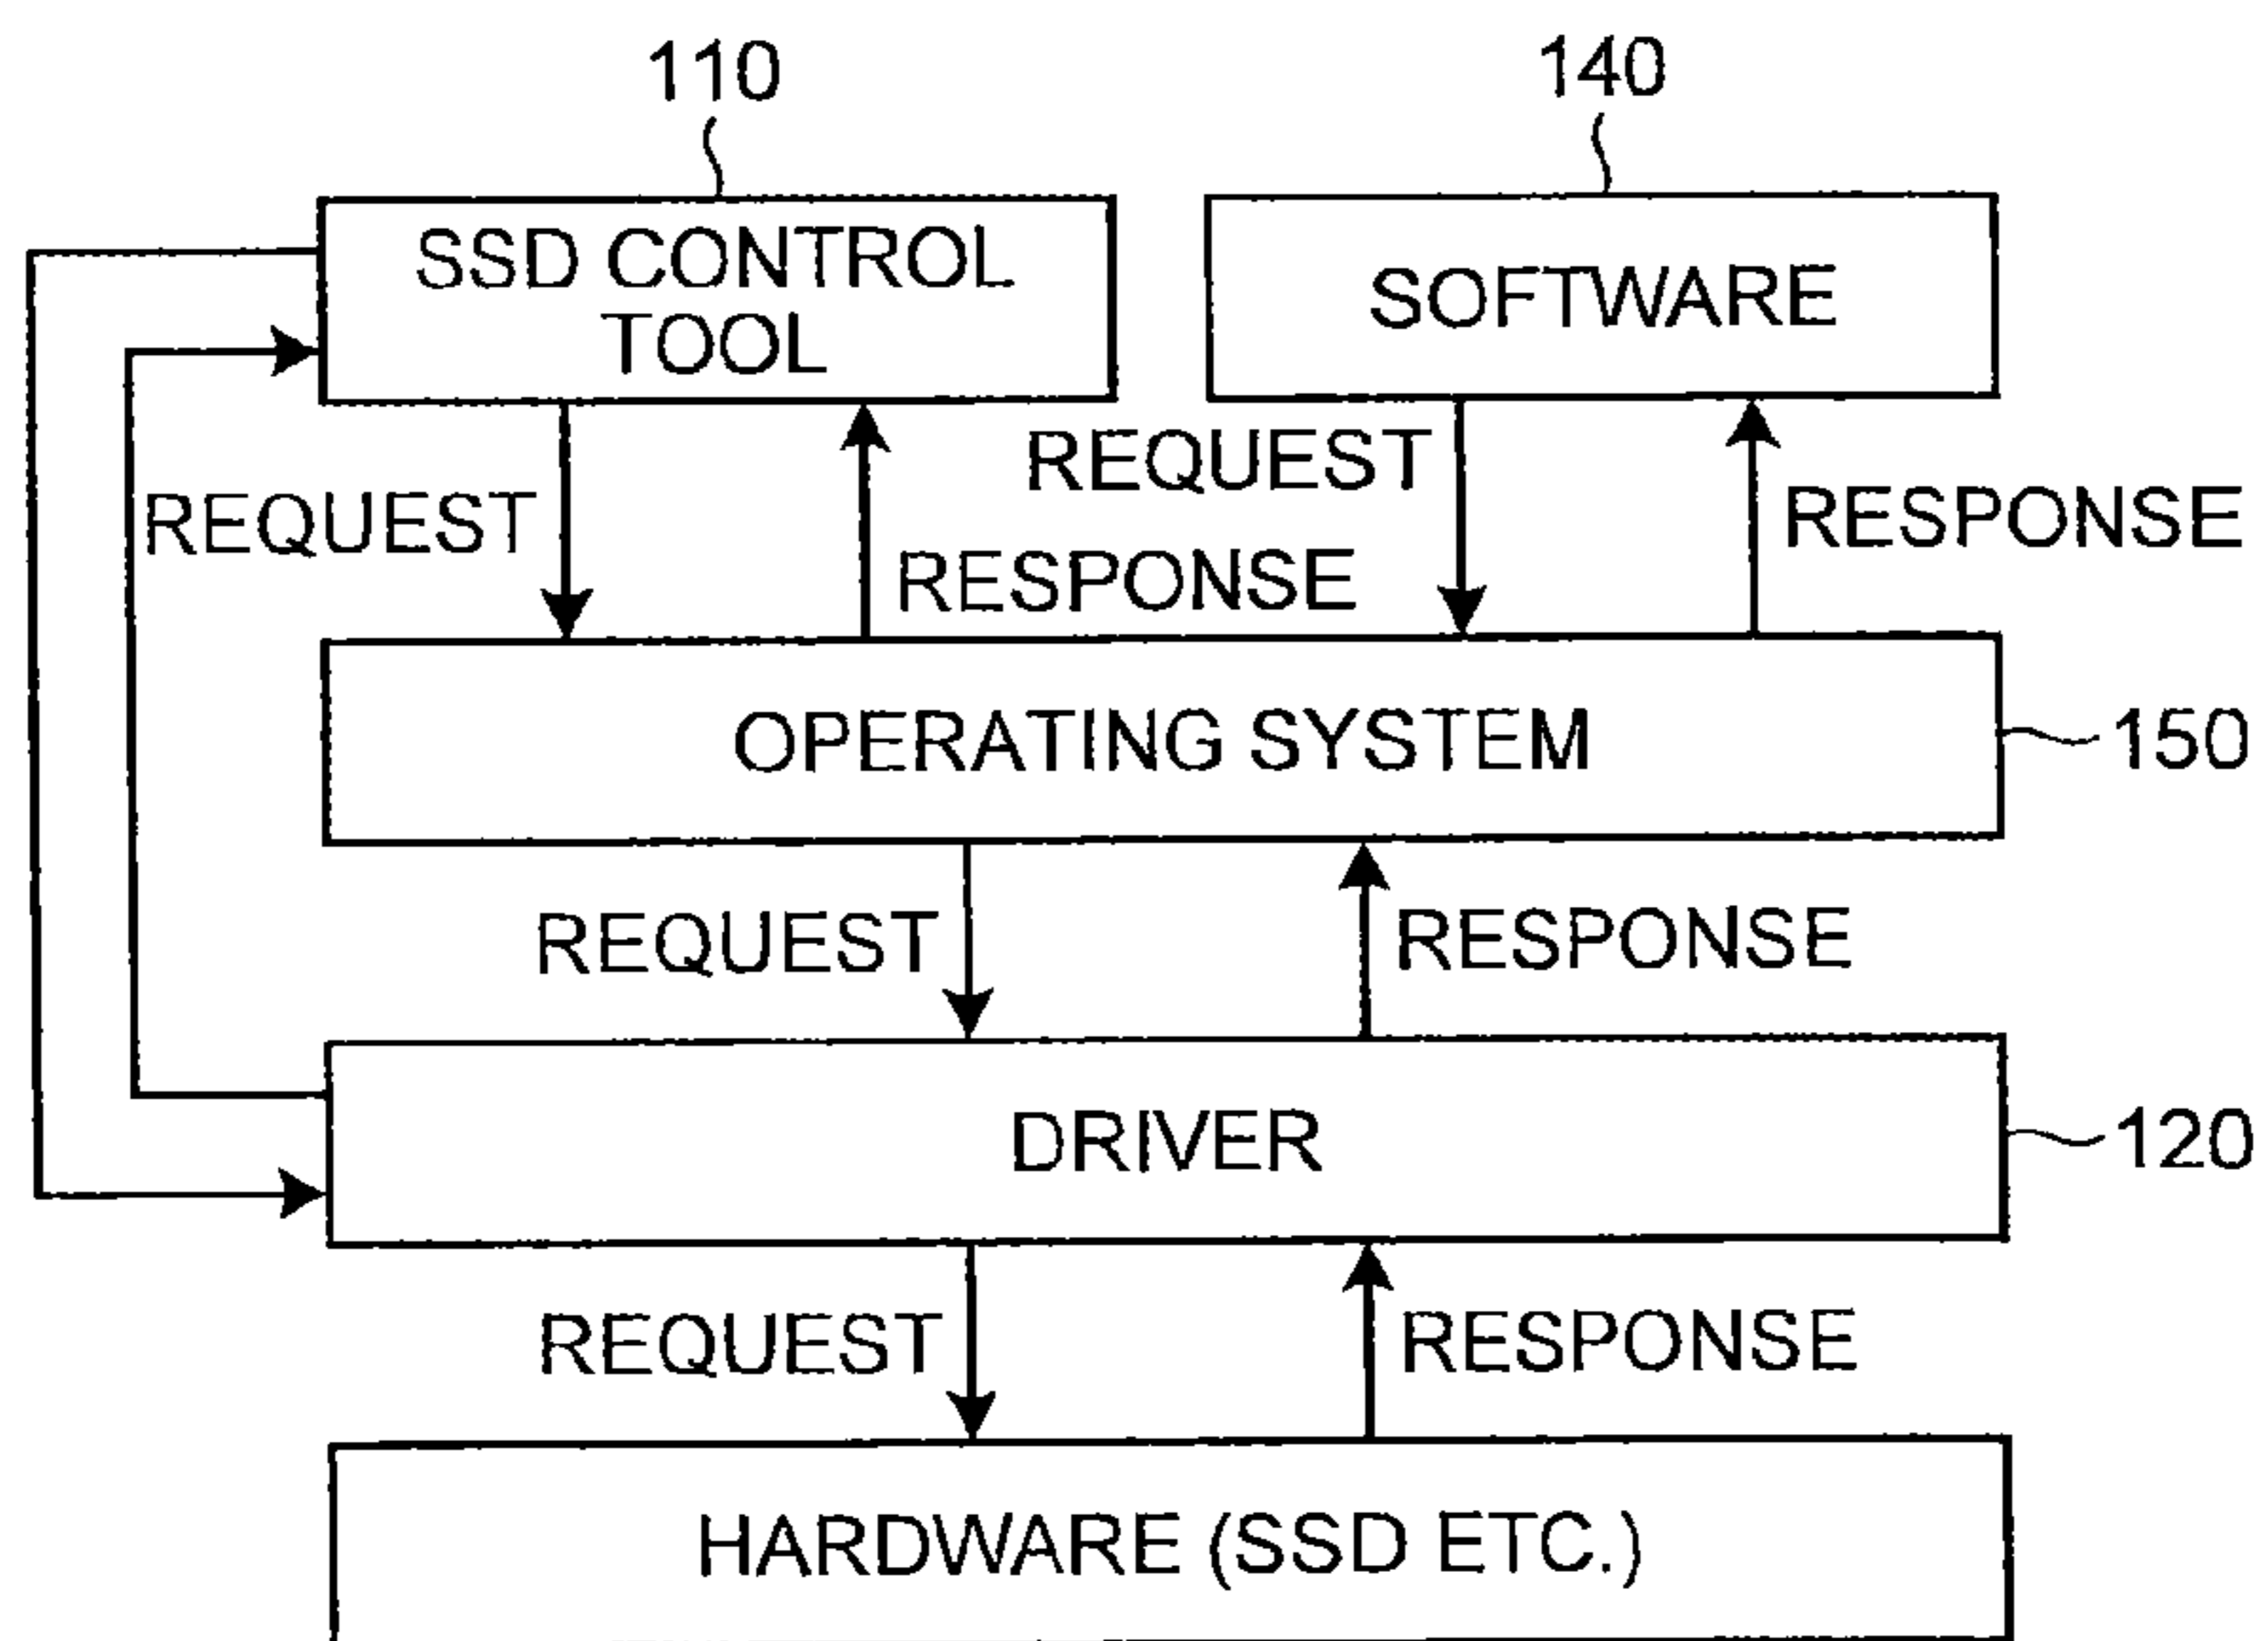 110
140
SSD CONTROL
TOOL
SOFTWARE
REQUEST
RESPONSE
REQUEST
RESPONSE
OPERATING SYSTEM
150
REQUEST
RESPONSE
DRIVER
120
REQUEST
RESPONSE
HARDWARE (SSD ETC.)